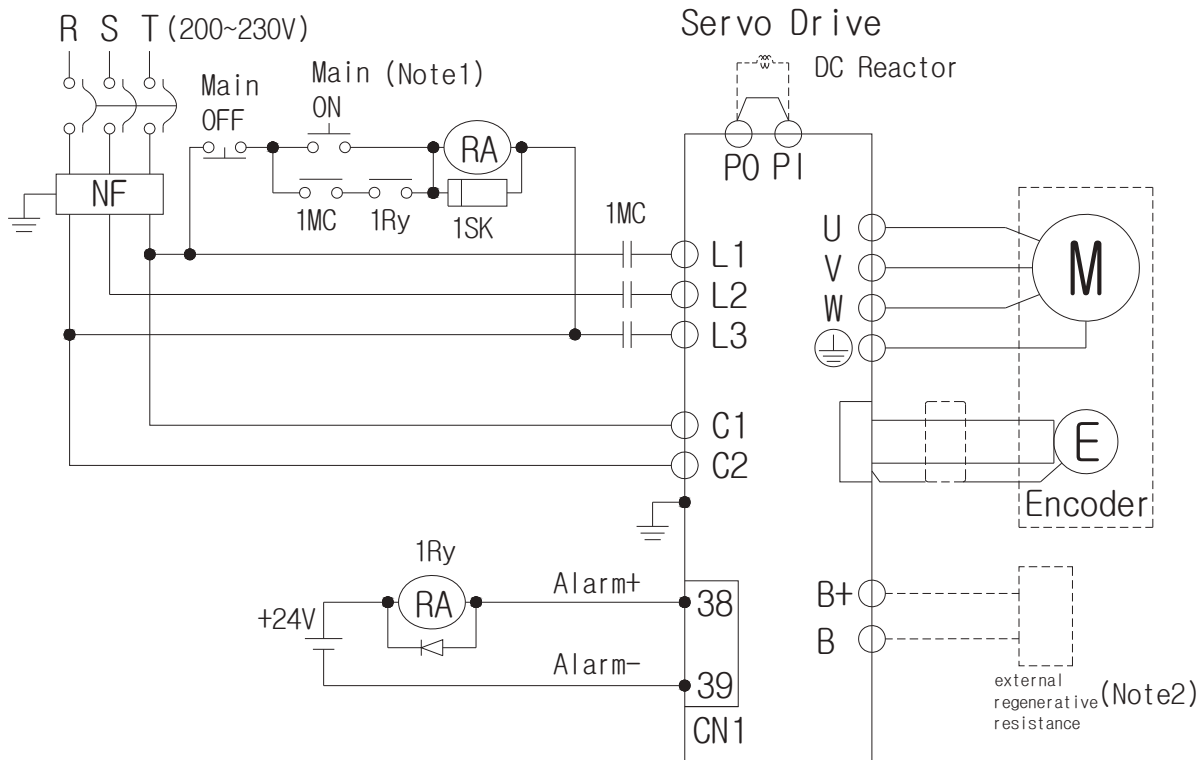 Servo Drive
R S T (200~230V)
DC Reactor
Main
OFF
Main (Note1)
ON
RA
PO PI
NF
1MC
1Ry
1SK
1MC
U
V
W
M
L1
L2
L3
C1
C2
E
Encoder
1Ry
RA
+24V
Alarm+
Alarm-
38
39
CN1
B+
B
external
regenerative (Note2)
resistance